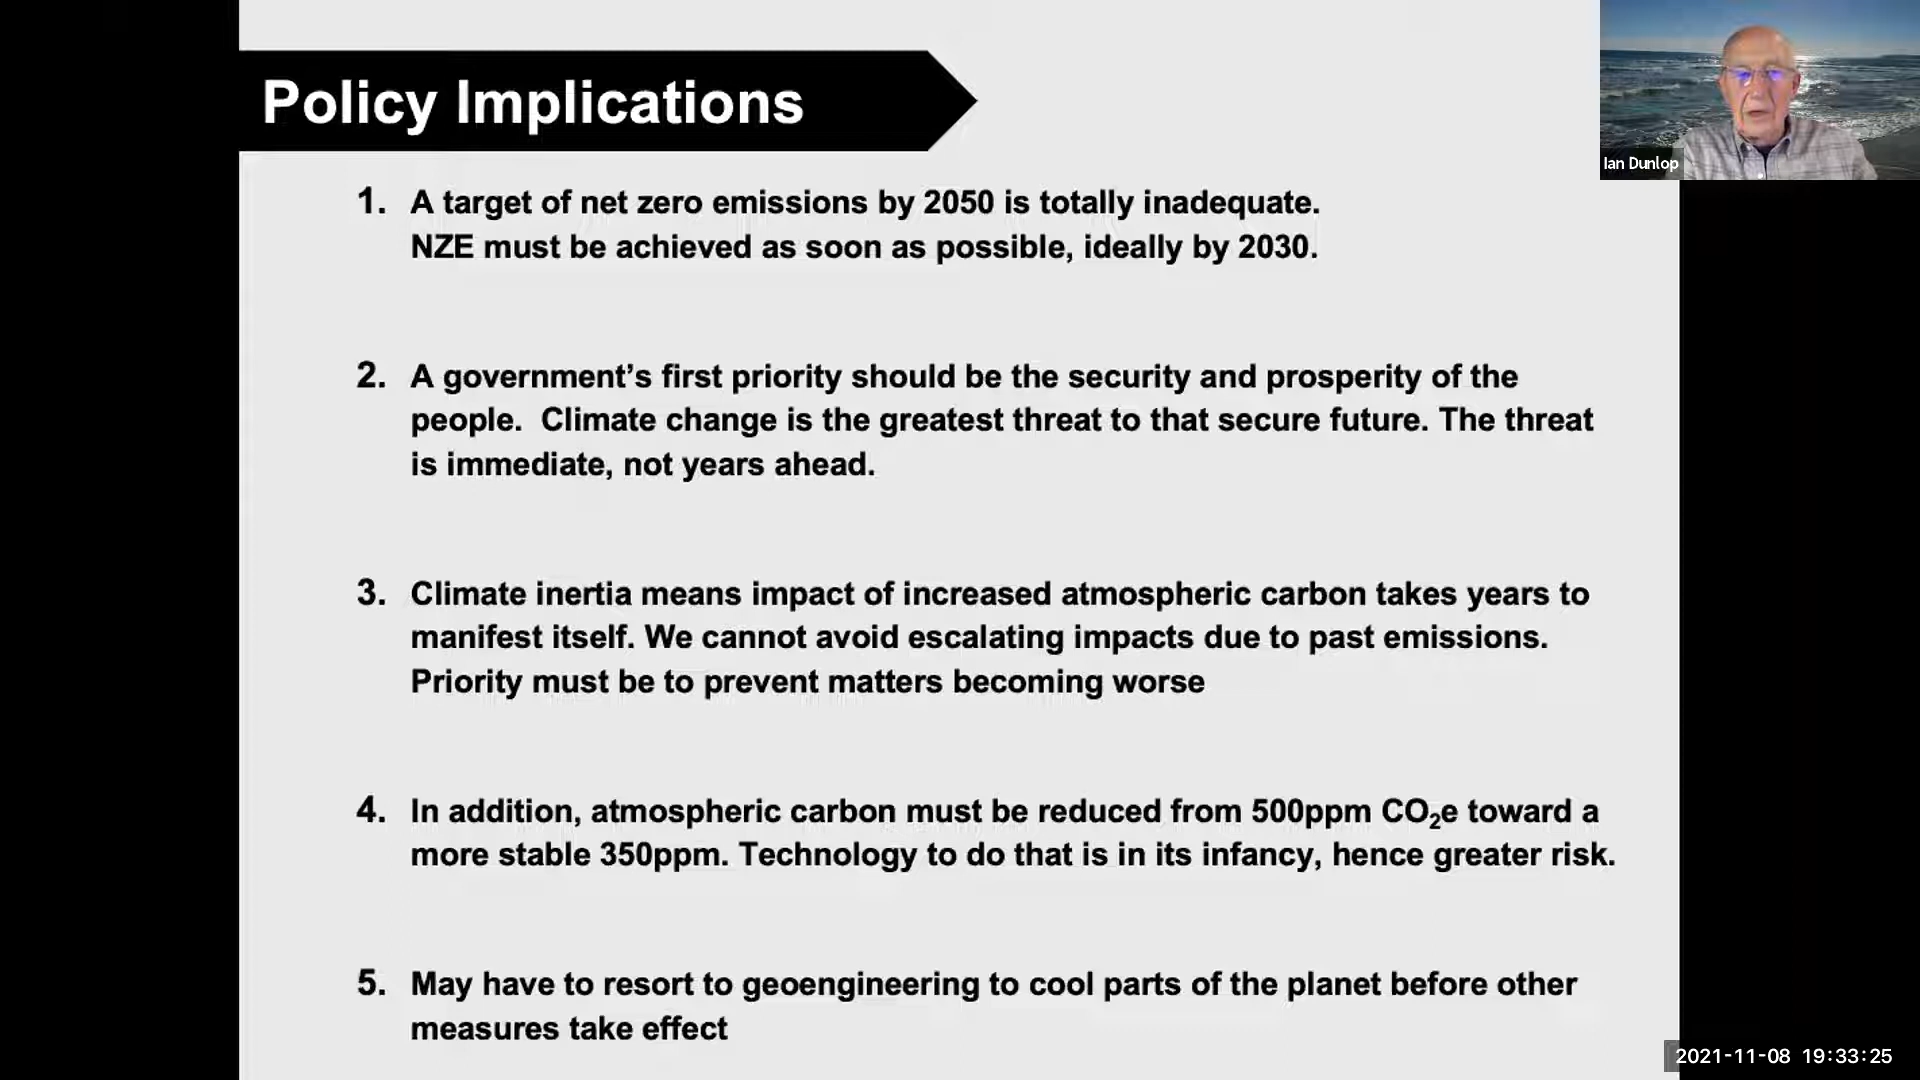 Policy Implications
Ian Dunlop
1. A target of net zero emissions by 2050 is totally inadequate.
NZE must be achieved as soon as possible, ideally by 2030.
2. A government’s first priority should be the security and prosperity of the
people.  Climate change is the greatest threat to that secure future. The threat
is immediate, not years ahead.
3. Climate inertia means impact of increased atmospheric carbon takes years to
manifest itself. We cannot avoid escalating impacts due to past emissions.
Priority must be to prevent matters becoming worse
4. In addition, atmospheric carbon must be reduced from 500ppm CO₂e toward a
more stable 350ppm. Technology to do that is in its infancy, hence greater risk.
5. May have to resort to geoengineering to cool parts of the planet before other
measures take effect
2021-11-08 19:33:25